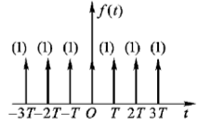 f(t)
(1) (1) (1) (1) (1) (1)
−3T −2T −T O T 2T 3T t